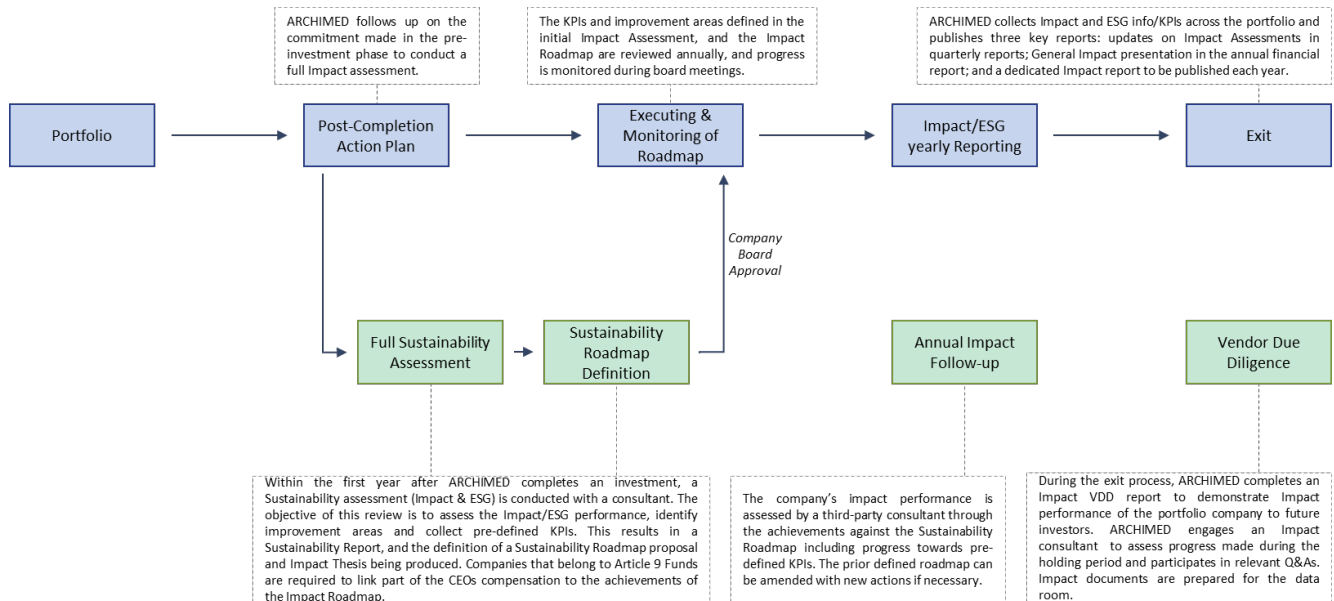 ARCHIMED follows up on the
commitment made in the pre-
investment phase to conduct a
full Impact assessment.
The KPIs and improvement areas defined in the
initial Impact Assessment, and the Impact
Roadmap are reviewed annually, and progress
is monitored during board meetings.
ARCHIMED collects Impact and ESG info/KPIs across the portfolio and
publishes three key reports: updates on Impact Assessments in
quarterly reports; General Impact presentation in the annual financial
report; and a dedicated Impact report to be published each year.
Portfolio
Post-Completion
Action Plan
Executing &
Monitoring of
Roadmap
Impact/ESG
yearly Reporting
Exit
Company
Board
Approval
Full Sustainability
Assessment
Sustainability
Roadmap
Definition
Annual Impact
Follow-up
Vendor Due
Diligence
Within the first year after ARCHIMED completes an investment, a
Sustainability assessment (Impact & ESG) is conducted with a consultant. The
objective of this review is to assess the Impact/ESG performance, identify
improvement areas and collect pre-defined KPIs. This results in a
Sustainability Report, and the definition of a Sustainability Roadmap proposal
and Impact Thesis being produced. Companies that belong to Article 9 Funds
are required to link part of the CEOs compensation to the achievements of
the Impact Roadmap.
The company's impact performance is
assessed by a third-party consultant through
the achievements against the Sustainability
Roadmap including progress towards pre-
defined KPIs. The prior defined roadmap can
be amended with new actions if necessary.
During the exit process, ARCHIMED completes an
Impact VDD report to demonstrate Impact
performance of the portfolio company to future
investors. ARCHIMED engages an Impact
consultant to assess progress made during the
holding period and participates in relevant Q&As.
Impact documents are prepared for the data
room.